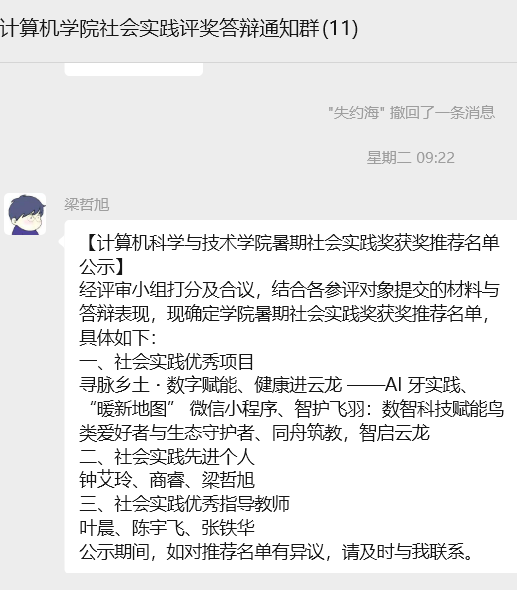 计算机学院社会实践评奖答辩通知群(11)
"失约海" 撤回了一条消息
星期二 09:22
梁哲旭
【计算机科学与技术学院暑期社会实践奖获奖推荐名单
公示】
经评审小组打分及合议，结合各参评对象提交的材料与
答辩表现，现确定学院暑期社会实践奖获奖推荐名单，
具体如下：
一、社会实践优秀项目
寻脉乡土 · 数字赋能、健康进云龙 ——AI 牙实践、
“暖新地图” 微信小程序、智护飞羽：数智科技赋能鸟
类爱好者与生态守护者、同舟筑教，智启云龙
二、社会实践先进个人
钟艾玲、商睿、梁哲旭
三、社会实践优秀指导教师
叶晨、陈宇飞、张铁华
公示期间，如对推荐名单有异议，请及时与我联系。